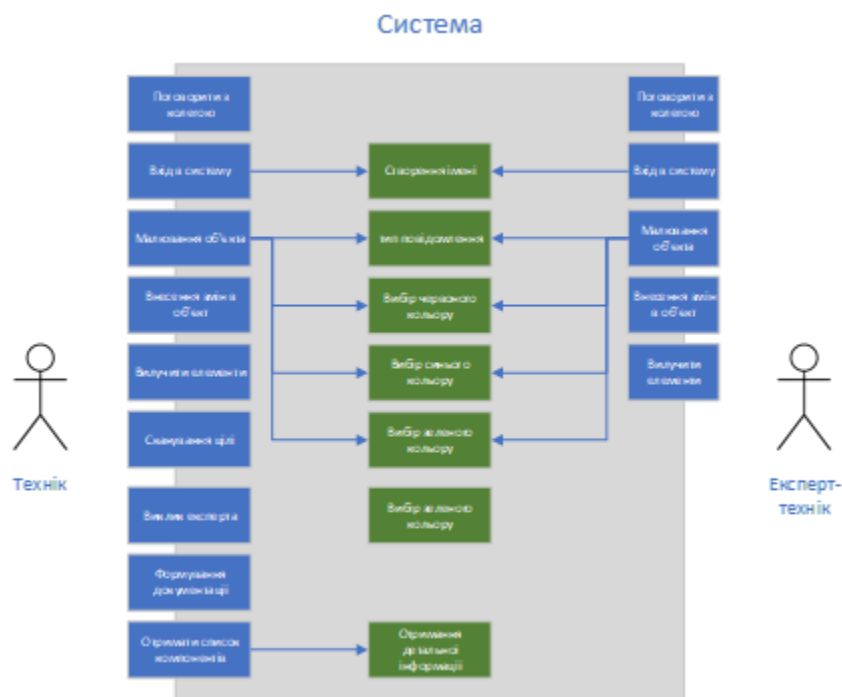 Система
Поговорити з
колегою
Поговорити з
колегою
Вхід в систему
Створення імені
Вхід в систему
Малювання об'єкта
тип повідомлення
Малювання
об'єкта
Внесення змін в
об'єкт
Вибір червоного
кольору
Внесення змін
в об'єкт
Вилучити елементи
Вибір синього
кольору
Вилучити
елементи
Сканування цілі
Вибір зеленого
кольору
Технік
Експерт-
технік
Виклик експерта
Вибір зеленого
кольору
Формування
документації
Отримати список
компонентів
Отримання
детальної
інформації